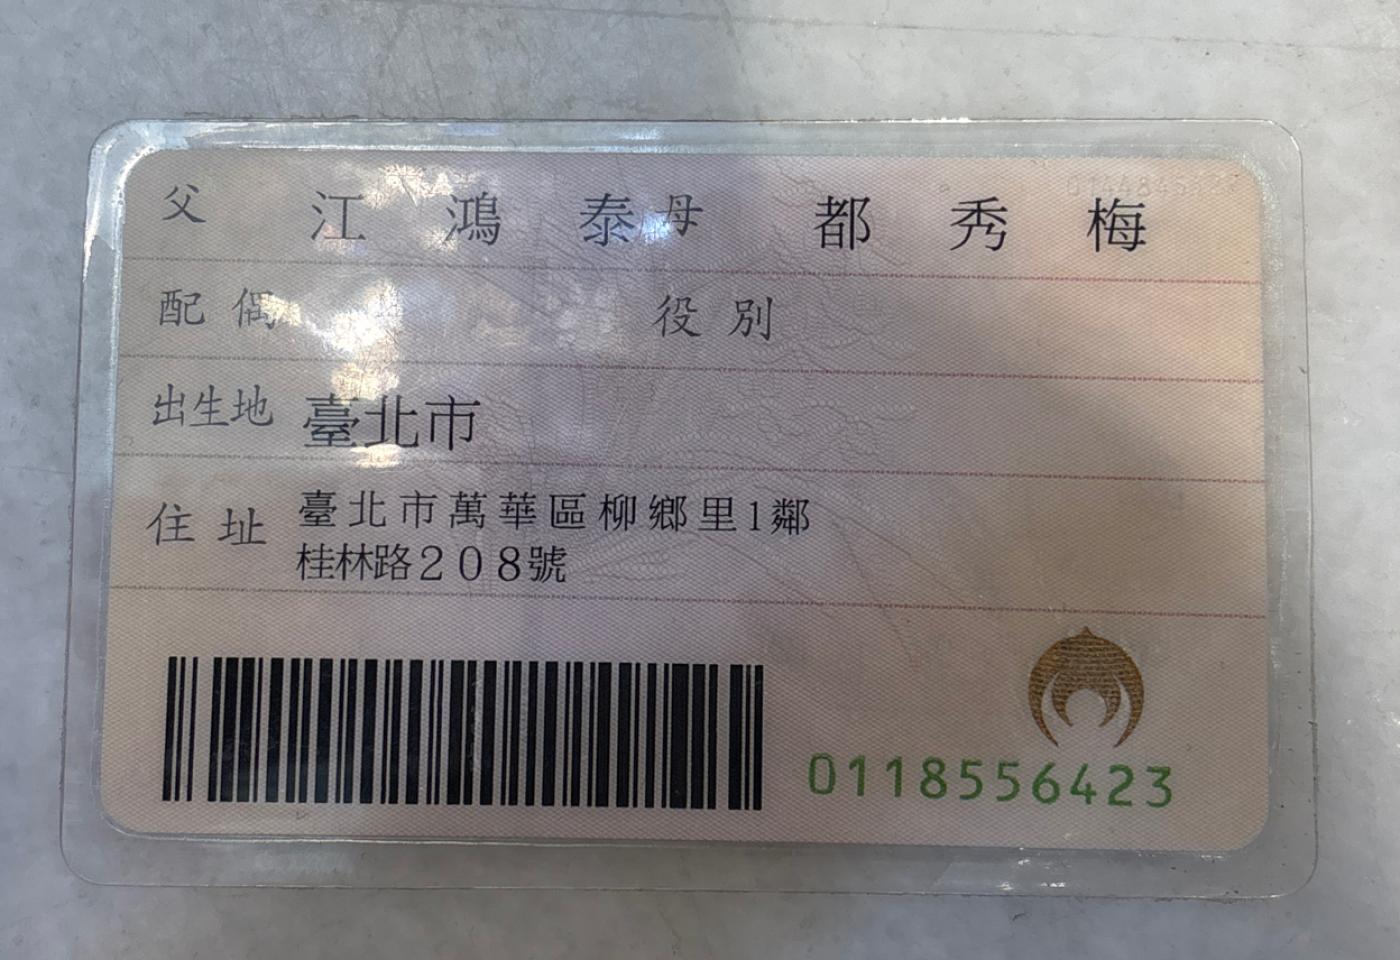 父 江鴻泰 母 都秀梅
配偶 役別
出生地 臺北市
住址 臺北市萬華區柳鄉里1鄰
桂林路208號
0118556423